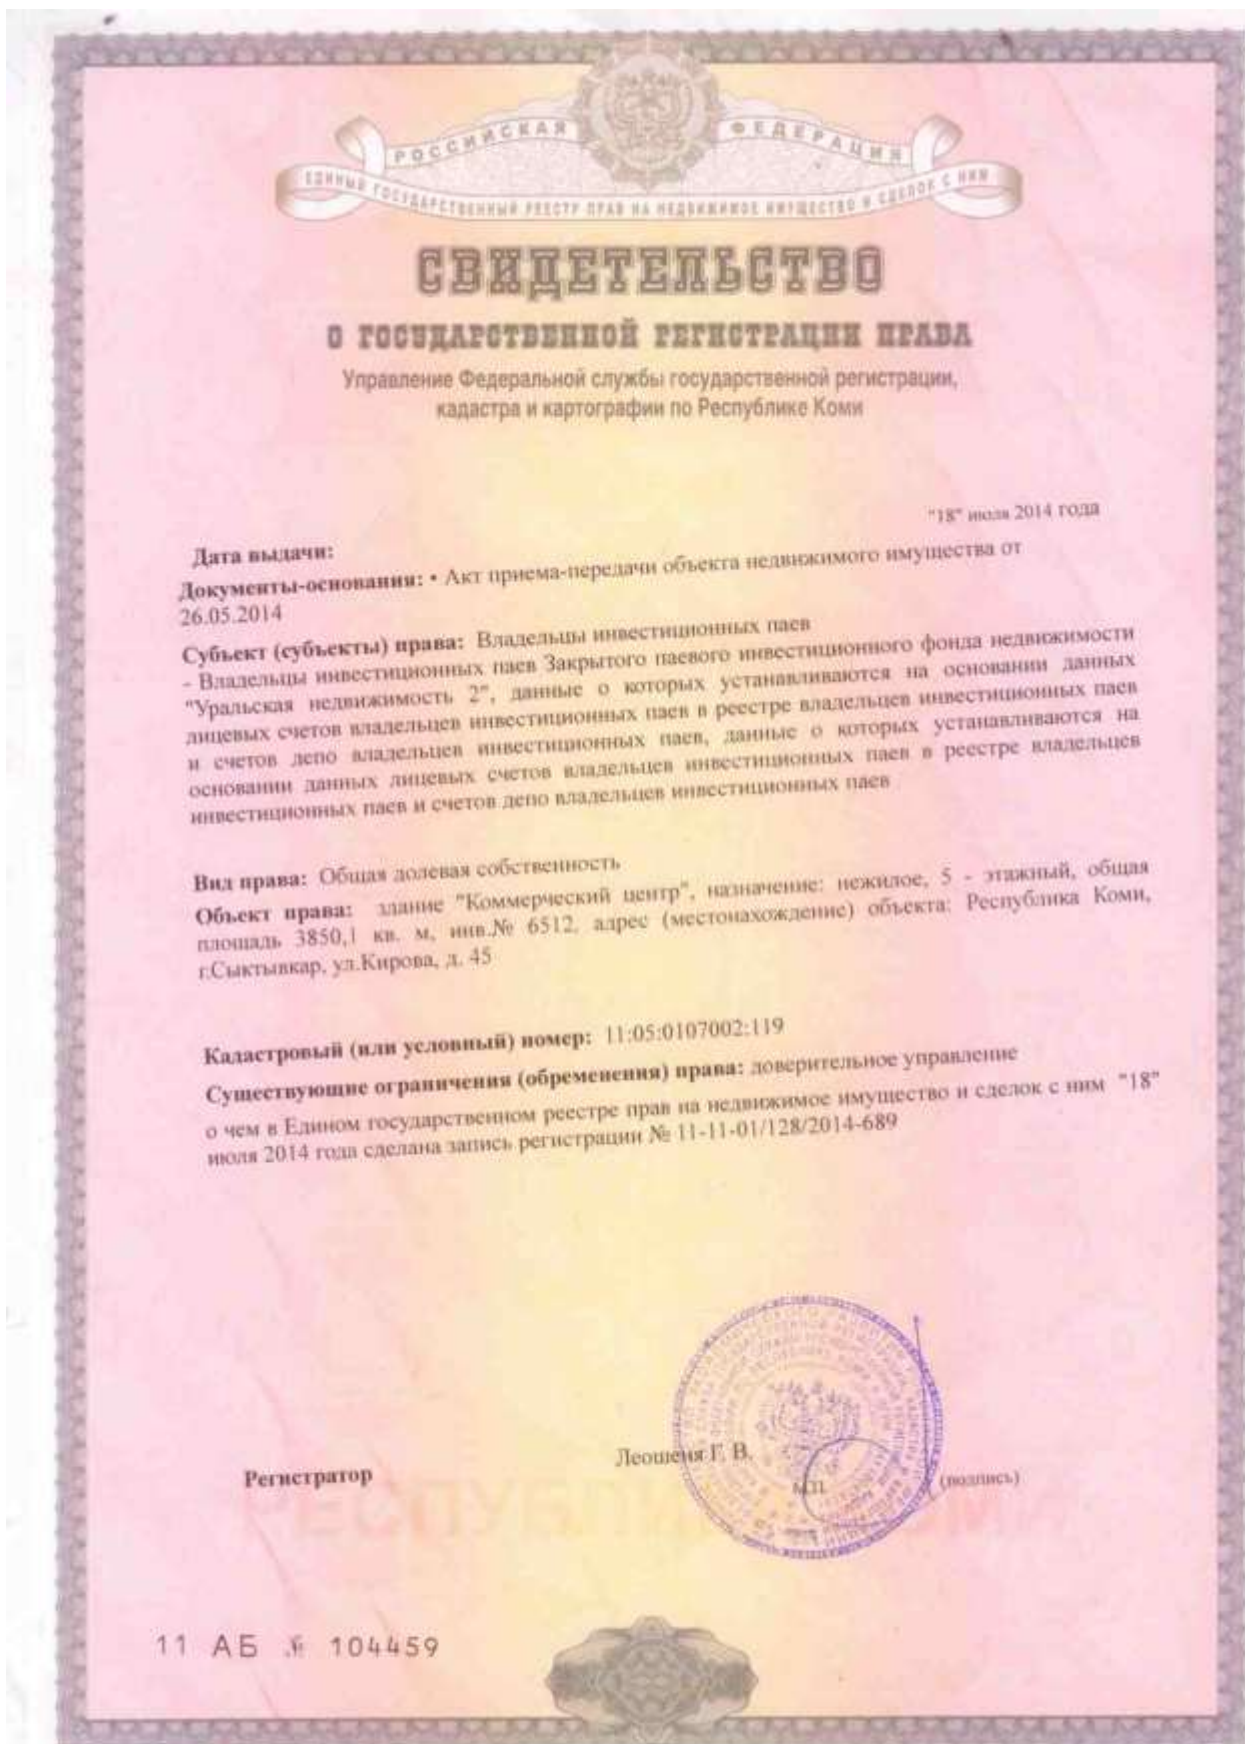 РОССИЙСКАЯ ФЕДЕРАЦИЯ
ЕДИНЫЙ ГОСУДАРСТВЕННЫЙ РЕЕСТР ПРАВ НА НЕДВИЖИМОЕ ИМУЩЕСТВО И СДЕЛОК С НИМ
СВИДЕТЕЛЬСТВО
О ГОСУДАРСТВЕННОЙ РЕГИСТРАЦИИ ПРАВА
Управление Федеральной службы государственной регистрации,
кадастра и картографии по Республике Коми
"18" июля 2014 года
Дата выдачи:
Документы-основания: • Акт приема-передачи объекта недвижимого имущества от
26.05.2014
Субъект (субъекты) права: Владельцы инвестиционных паев
- Владельцы инвестиционных паев Закрытого паевого инвестиционного фонда недвижимости
"Уральская недвижимость 2", данные о которых устанавливаются на основании данных
лицевых счетов владельцев инвестиционных паев в реестре владельцев инвестиционных паев
и счетов депо владельцев инвестиционных паев, данные о которых устанавливаются на
основании данных лицевых счетов владельцев инвестиционных паев в реестре владельцев
инвестиционных паев и счетов депо владельцев инвестиционных паев
Вид права: Общая долевая собственность
Объект права: здание "Коммерческий центр", назначение: нежилое, 5 - этажный, общая
площадь 3850,1 кв. м, инв.№ 6512, адрес (местонахождение) объекта: Республика Коми,
г.Сыктывкар, ул.Кирова, д. 45
Кадастровый (или условный) номер: 11:05:0107002:119
Существующие ограничения (обременения) права: доверительное управление
о чем в Едином государственном реестре прав на недвижимое имущество и сделок с ним "18"
июля 2014 года сделана запись регистрации № 11-11-01/128/2014-689
Леошеня Г. В.
Регистратор
м.п.
(подпись)
11 АБ № 104459